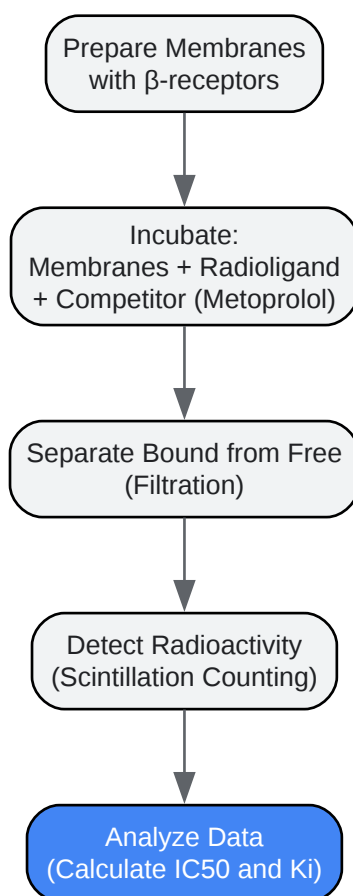 Prepare Membranes
with β-receptors
Incubate:
Membranes + Radioligand
+ Competitor (Metoprolol)
Separate Bound from Free
(Filtration)
Detect Radioactivity
(Scintillation Counting)
Analyze Data
(Calculate IC50 and Ki)